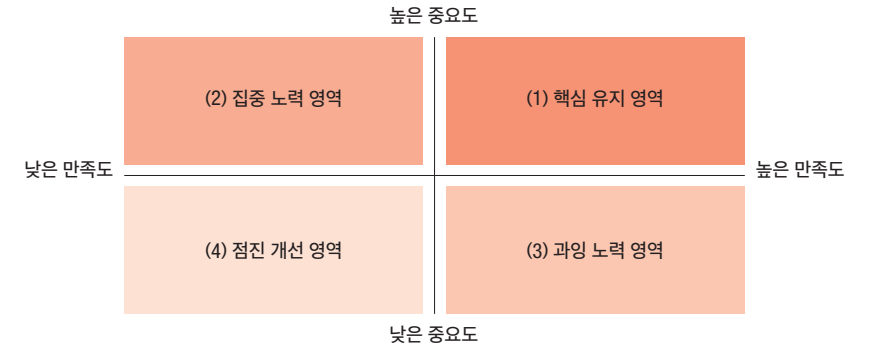 높은 중요도
(2) 집중 노력 영역
(1) 핵심 유지 영역
낮은 만족도
높은 만족도
(4) 점진 개선 영역
(3) 과잉 노력 영역
낮은 중요도